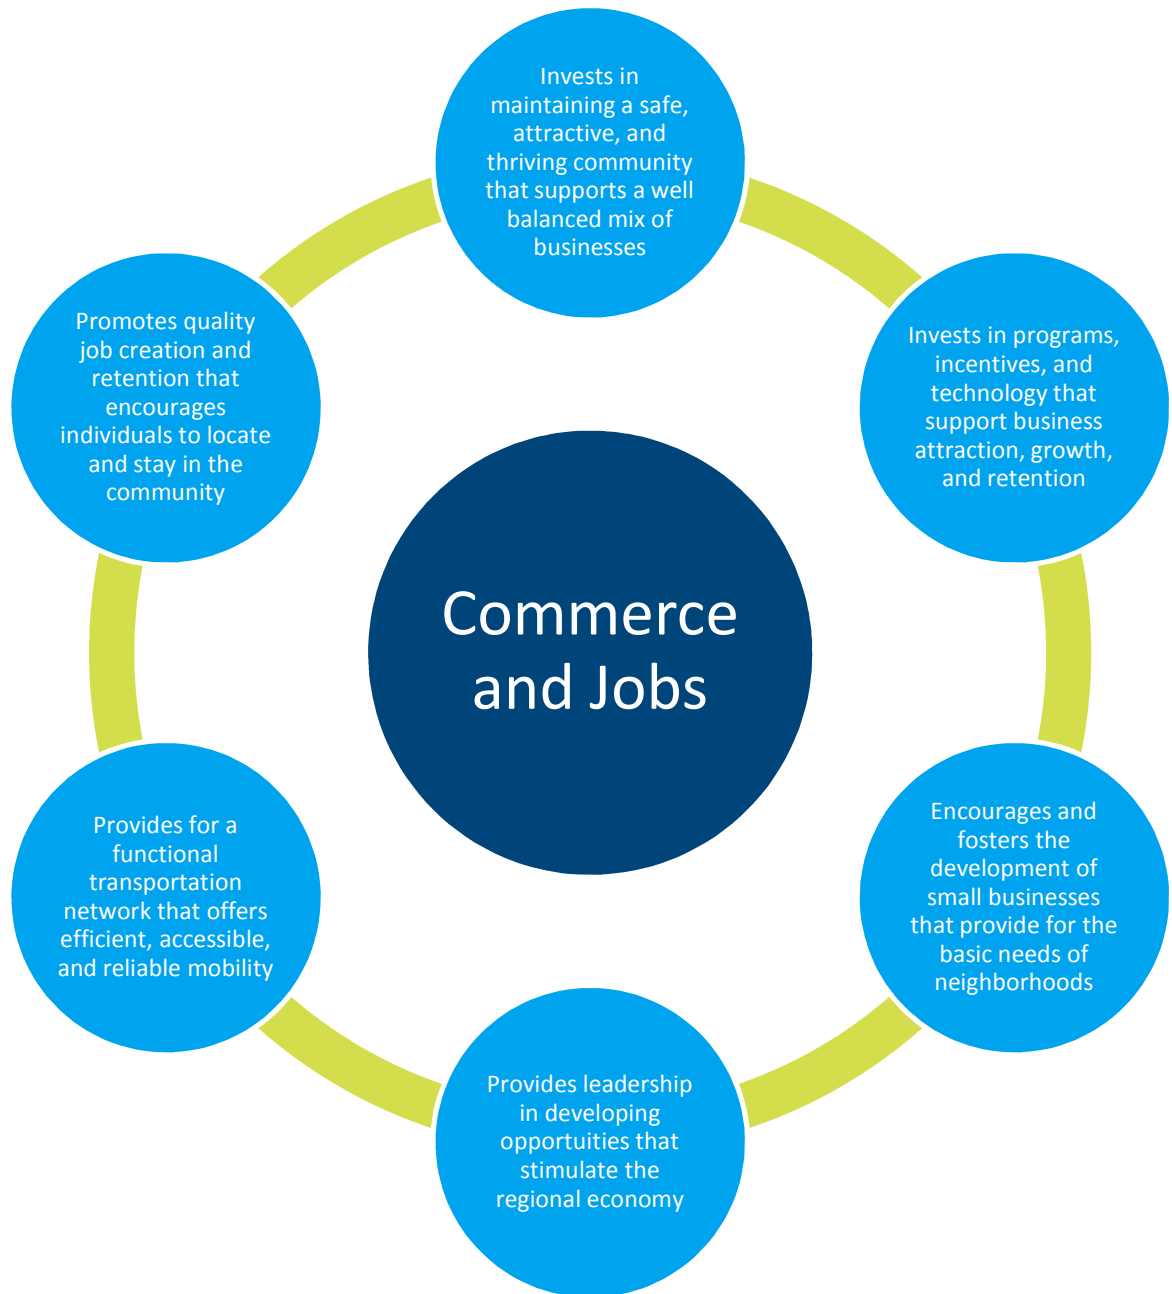 Invests in
maintaining a safe,
attractive, and
thriving community
that supports a well
balanced mix of
businesses
Invests in programs,
incentives, and
technology that
support business
attraction, growth,
and retention
Encourages and
fosters the
development of
small businesses
that provide for the
basic needs of
neighborhoods
Provides leadership
in developing
opportuities that
stimulate the
regional economy
Provides for a
functional
transportation
network that offers
efficient, accessible,
and reliable mobility
Promotes quality
job creation and
retention that
encourages
individuals to locate
and stay in the
community
Commerce
and Jobs